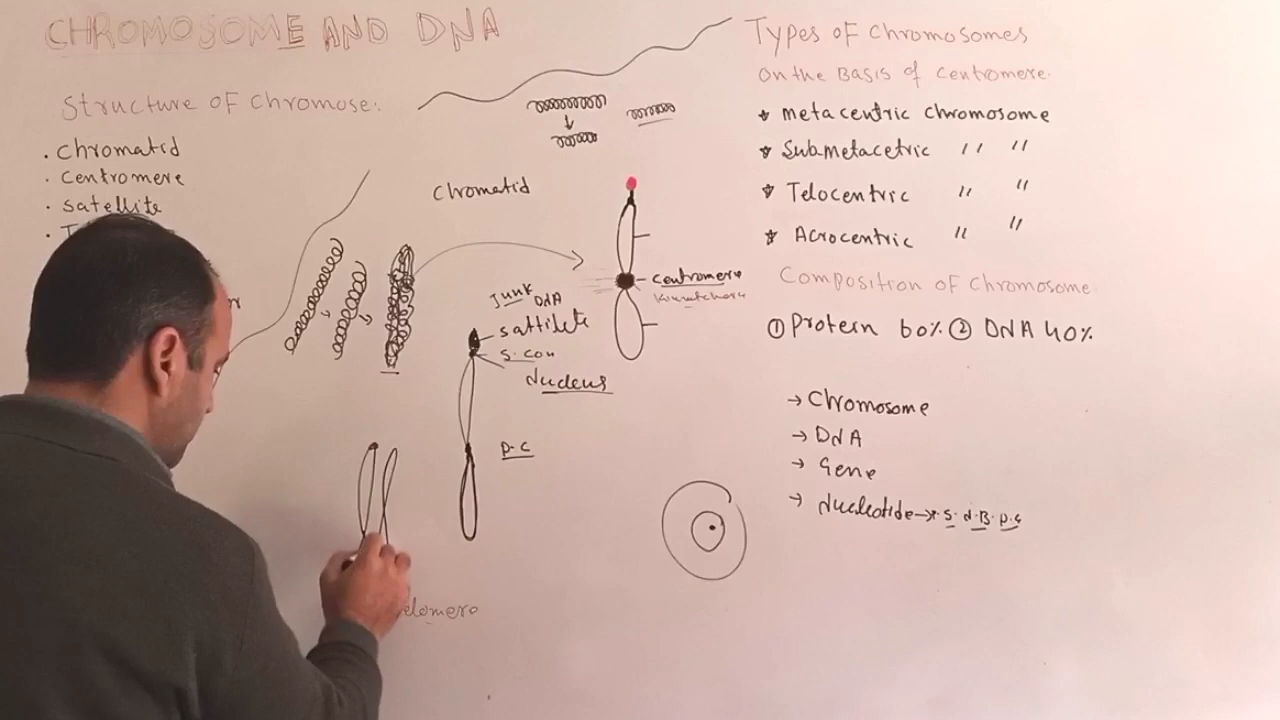 CHROMOSOME AND DNA
Structure of Chromose:
. Chromatid
. Centromere
. Satellite
Chromatid
Junk
DNA
Sattilete
S. Con
Nucleus
P. C
Centromere
elomero
Types of Chromosomes
On the Basis of Centromere.
* Metacentric Chromosome
* Submetacetric " "
* Telocentric " "
* Acrocentric " "
Composition of Chromosome
① Protein 60% ② DNA 40%
→ Chromosome
→ DNA
→ Gene
→ Nucleotide → S. N.B. P.G